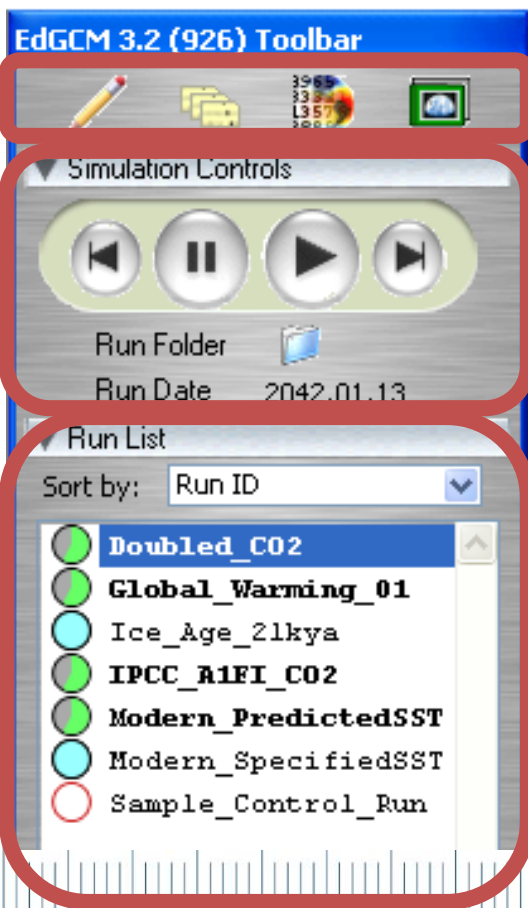 EdGCM 3.2 (926) Toolbar
Simulation Controls
Run Folder
Run Date 2042.01.13
Run List
Sort by: Run ID
Doubled_CO2
Global_Warming_01
Ice_Age_21kya
IPCC_A1FI_CO2
Modern_PredictedSST
Modern_SpecifiedSST
Sample_Control_Run